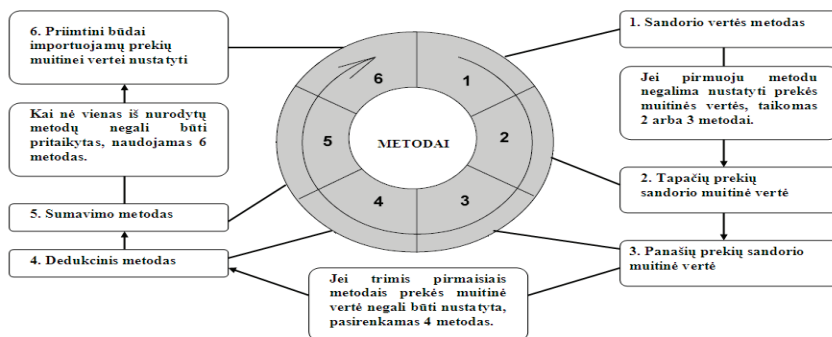 6. Priimtini būdai
importuojamų prekių
muitinei vertei nustatyti
1. Sandorio vertės metodas
Jei pirmuoju metodu
negalima nustatyti prekės
muitinės vertės, taikomas
2 arba 3 metodai.
Kai nė vienas iš nurodytų
metodų negali būti
pritaikytas, naudojamas 6
metodas.
6
1
5
METODAI
2
4
3
2. Tapačių prekių
sandorio muitinė vertė
5. Sumavimo metodas
4. Dedukcinis metodas
3. Panašių prekių sandorio
muitinė vertė
Jei trimis pirmaisiais
metodais prekės muitinė
vertė negali būti nustatyta,
pasirenkamas 4 metodas.